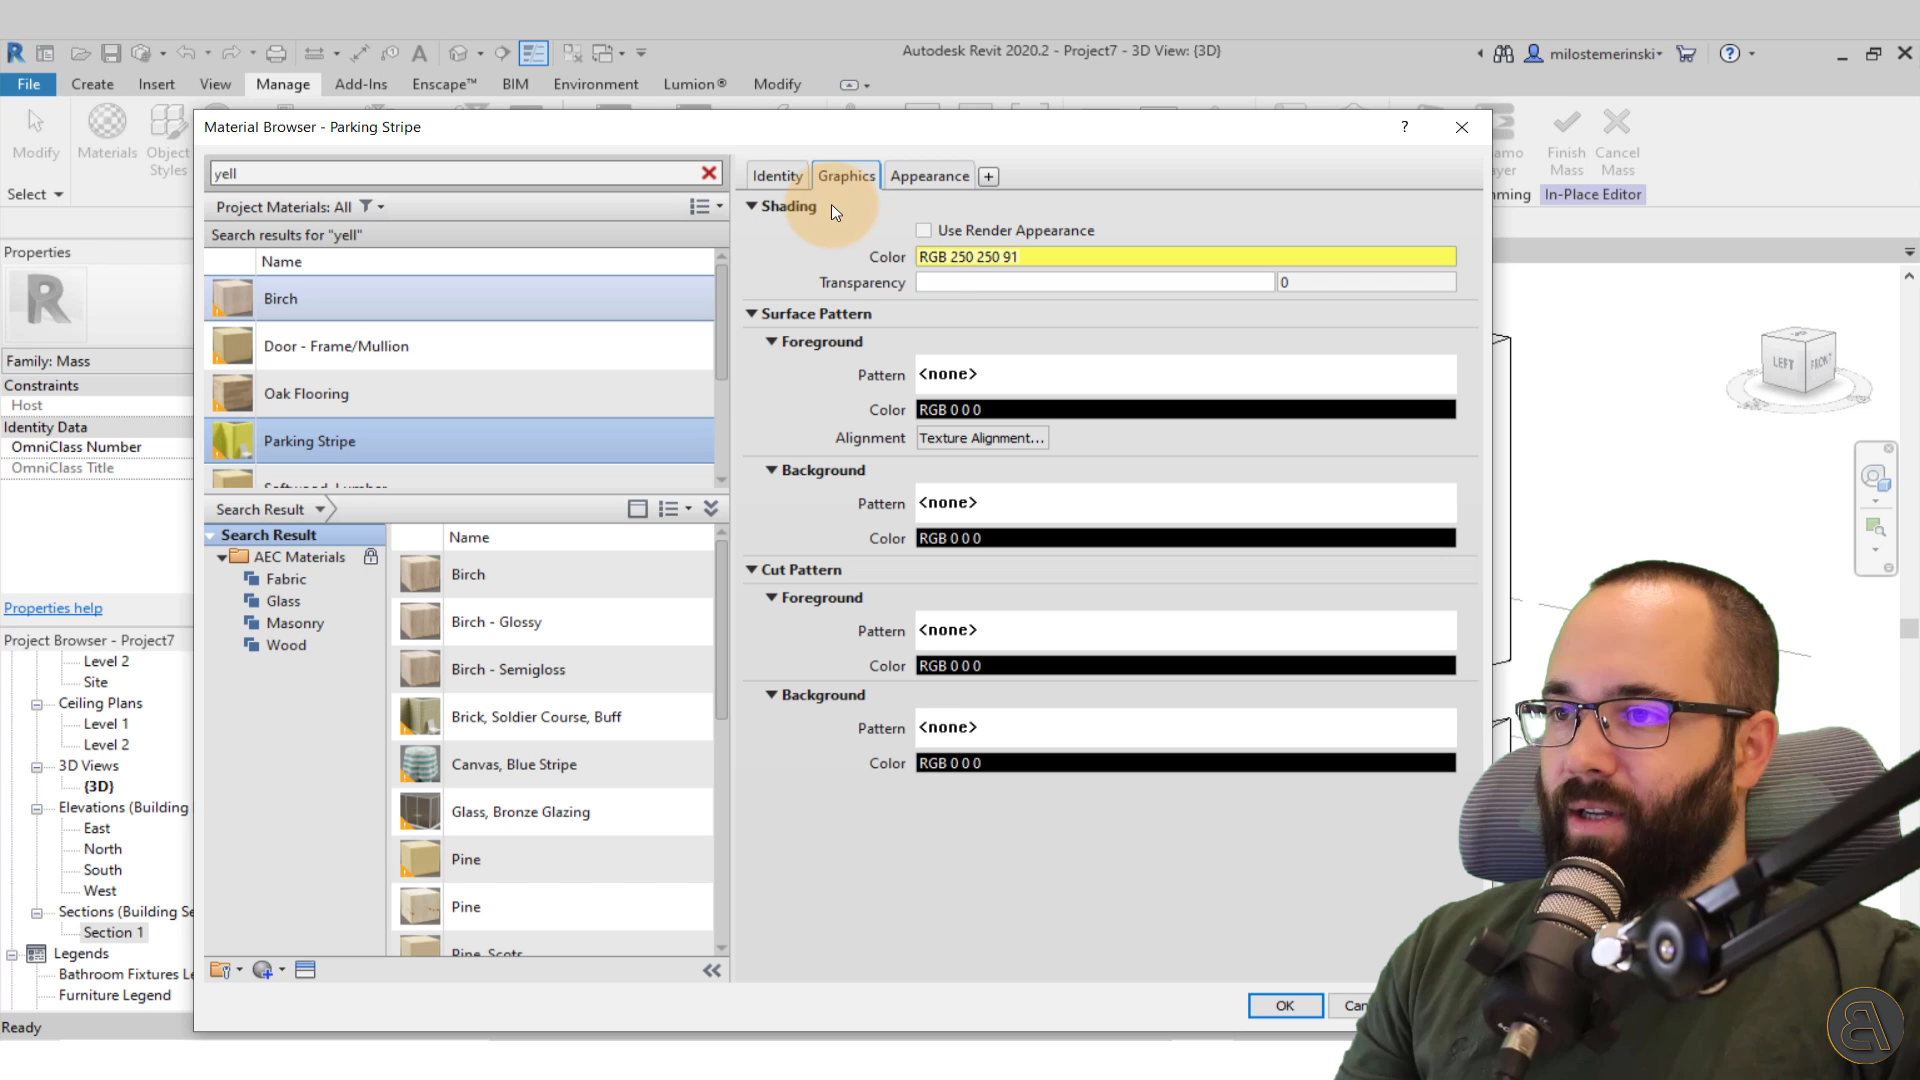 Autodesk Revit 2020.2 - Project7 - 3D View: {3D}
milostemerinski
File Create Insert View Manage Add-Ins Enscape™ BIM Environment Lumion® Modify
Modify
Materials
Object
Styles
Select
Finish
Mass
Cancel
Mass
In-Place Editor
Material Browser - Parking Stripe
?
yell
Project Materials: All
Search results for "yell"
Name
Birch
Door - Frame/Mullion
Oak Flooring
Parking Stripe
Search Result
Search Result
AEC Materials
Fabric
Glass
Masonry
Wood
Name
Birch
Birch - Glossy
Birch - Semigloss
Brick, Soldier Course, Buff
Canvas, Blue Stripe
Glass, Bronze Glazing
Pine
Pine
Pine, Scots
Identity Graphics Appearance +
Shading
Use Render Appearance
Color RGB 250 250 91
Transparency 0
Surface Pattern
Foreground
Pattern <none>
Color RGB 0 0 0
Alignment Texture Alignment...
Background
Pattern <none>
Color RGB 0 0 0
Cut Pattern
Foreground
Pattern <none>
Color RGB 0 0 0
Background
Pattern <none>
Color RGB 0 0 0
OK
Properties
Family: Mass
Constraints
Host
Identity Data
OmniClass Number
OmniClass Title
Properties help
Project Browser - Project7
Level 2
Site
Ceiling Plans
Level 1
Level 2
3D Views
{3D}
Elevations (Building
East
North
South
West
Sections (Building Se
Section 1
Legends
Bathroom Fixtures Le
Furniture Legend
Ready
LEFT
FRONT